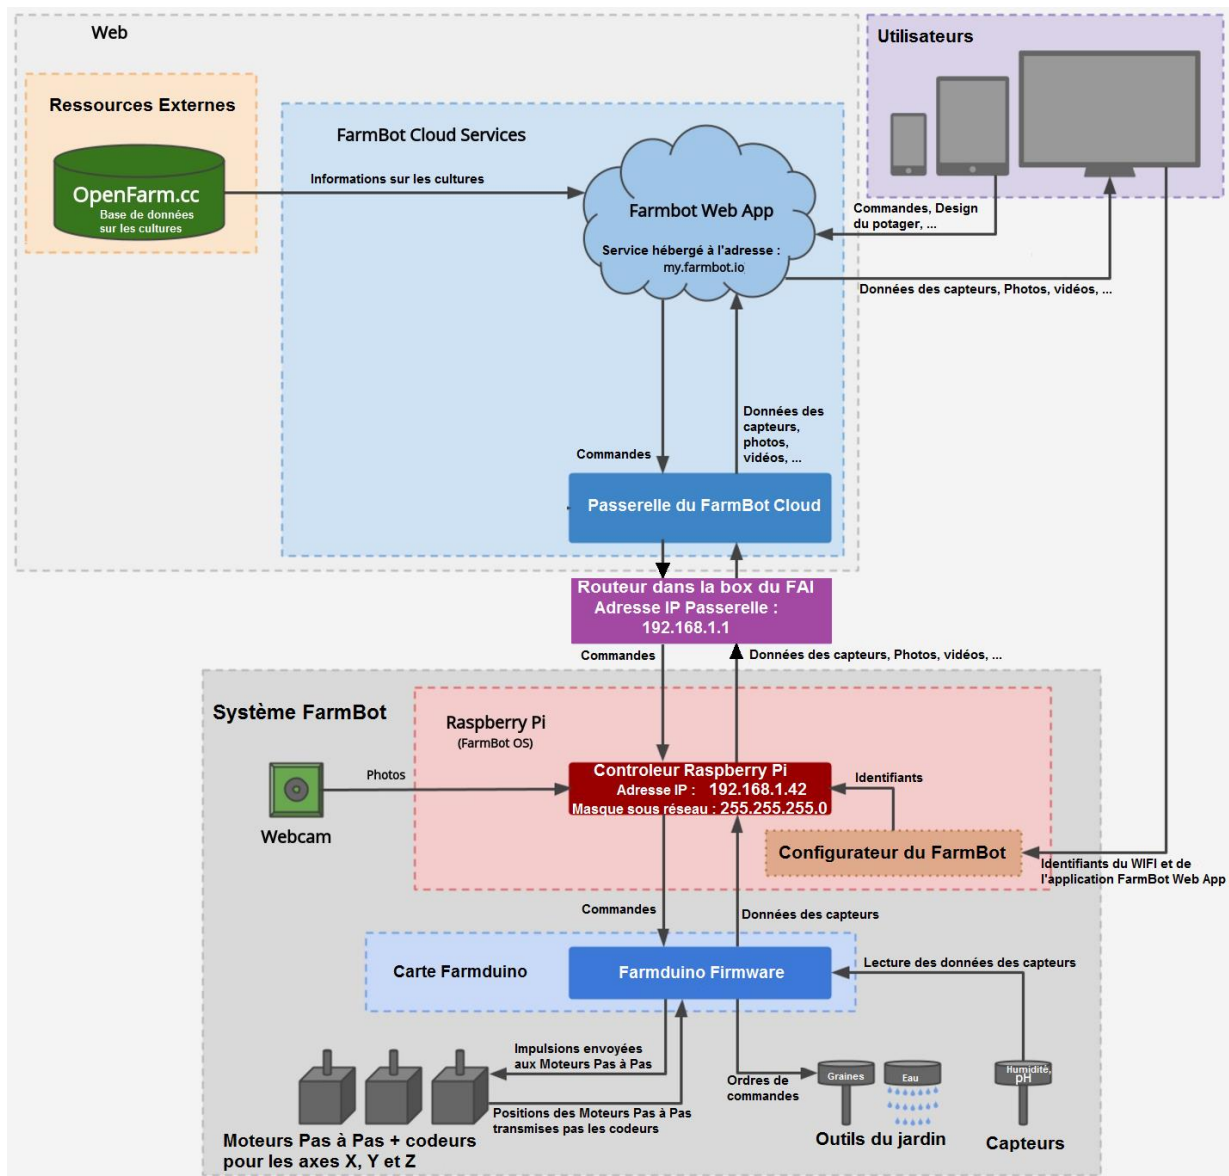 Web
Utilisateurs
Ressources Externes
OpenFarm.cc
Base de données
sur les cultures
FarmBot Cloud Services
Informations sur les cultures
Farmbot Web App
Service hébergé à l'adresse :
my.farmbot.io
Commandes, Design
du potager, ...
Données des capteurs, Photos, vidéos, ...
Commandes
Données des
capteurs,
photos,
vidéos, ...
Passerelle du FarmBot Cloud
Routeur dans la box du FAI
Adresse IP Passerelle :
192.168.1.1
Commandes
Données des capteurs, Photos, vidéos, ...
Système FarmBot
Raspberry Pi
(FarmBot OS)
Webcam
Photos
Controleur Raspberry Pi
Adresse IP : 192.168.1.42
Masque sous réseau : 255.255.255.0
Identifiants
Configurateur du FarmBot
Identifiants du WIFI et de
l'application FarmBot Web App
Commandes
Données des capteurs
Carte Farmduino
Farmduino Firmware
Lecture des données des capteurs
Impulsions envoyées
aux Moteurs Pas à Pas
Positions des Moteurs Pas à Pas
transmises pas les codeurs
Ordres de
commandes
Graines
Eau
Humidité,
pH
Moteurs Pas à Pas + codeurs
pour les axes X, Y et Z
Outils du jardin
Capteurs